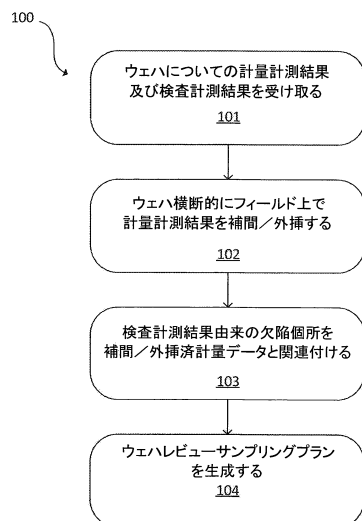 100
ウェハについての計量計測結果
及び検査計測結果を受け取る
101
ウェハ横断的にフィールド上で
計量計測結果を補間／外挿する
102
検査計測結果由来の欠陥個所を
補間／外挿済計量データと関連付ける
103
ウェハレビューサンプリングプラン
を生成する
104